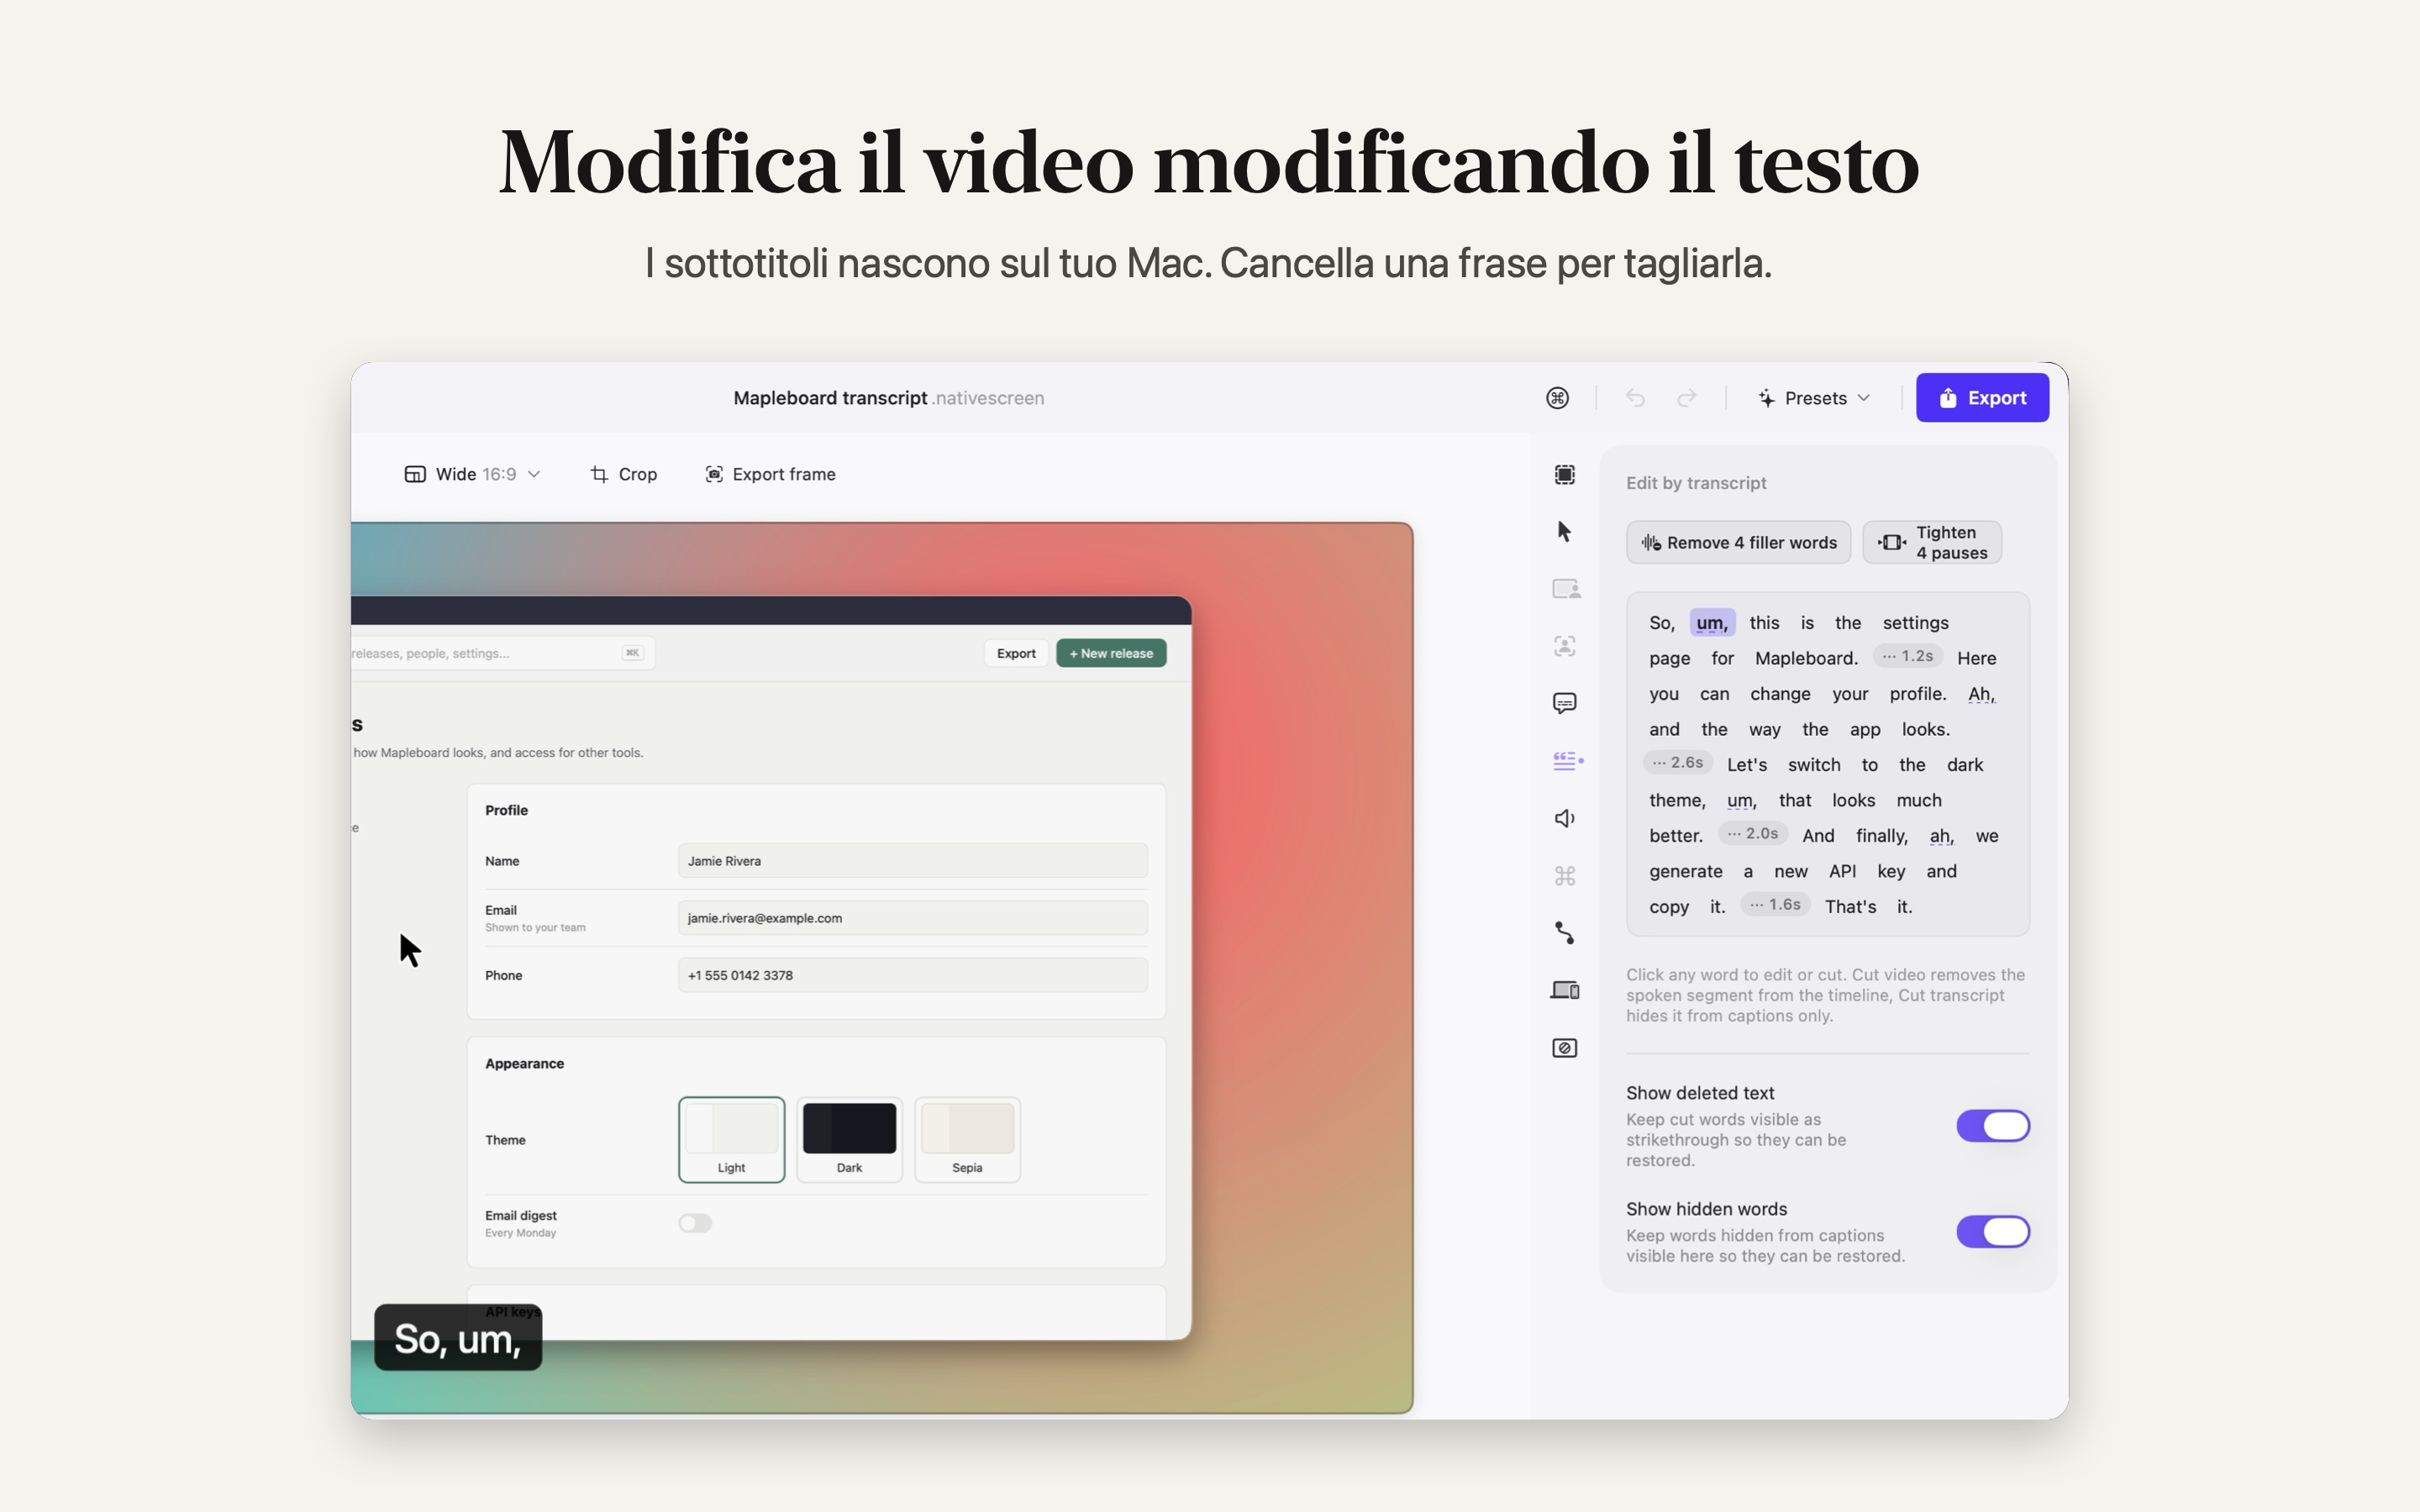 Modifica il video modificando il testo
I sottotitoli nascono sul tuo Mac. Cancella una frase per tagliarla.
Mapleboard transcript.nativescreen
Presets
Export
Wide 16:9
Crop
Export frame
releases, people, settings...
⌘K
Export
+ New release
s
how Mapleboard looks, and access for other tools.
e
Profile
Name
Jamie Rivera
Email
Shown to your team
jamie.rivera@example.com
Phone
+1 555 0142 3378
Appearance
Theme
Light
Dark
Sepia
Email digest
Every Monday
API keys
So, um,
Edit by transcript
Remove 4 filler words
Tighten
4 pauses
So, um, this is the settings
page for Mapleboard. ··· 1.2s Here
you can change your profile. Ah,
and the way the app looks.
··· 2.6s Let's switch to the dark
theme, um, that looks much
better. ··· 2.0s And finally, ah, we
generate a new API key and
copy it. ··· 1.6s That's it.
Click any word to edit or cut. Cut video removes the
spoken segment from the timeline, Cut transcript
hides it from captions only.
Show deleted text
Keep cut words visible as
strikethrough so they can be
restored.
Show hidden words
Keep words hidden from captions
visible here so they can be restored.